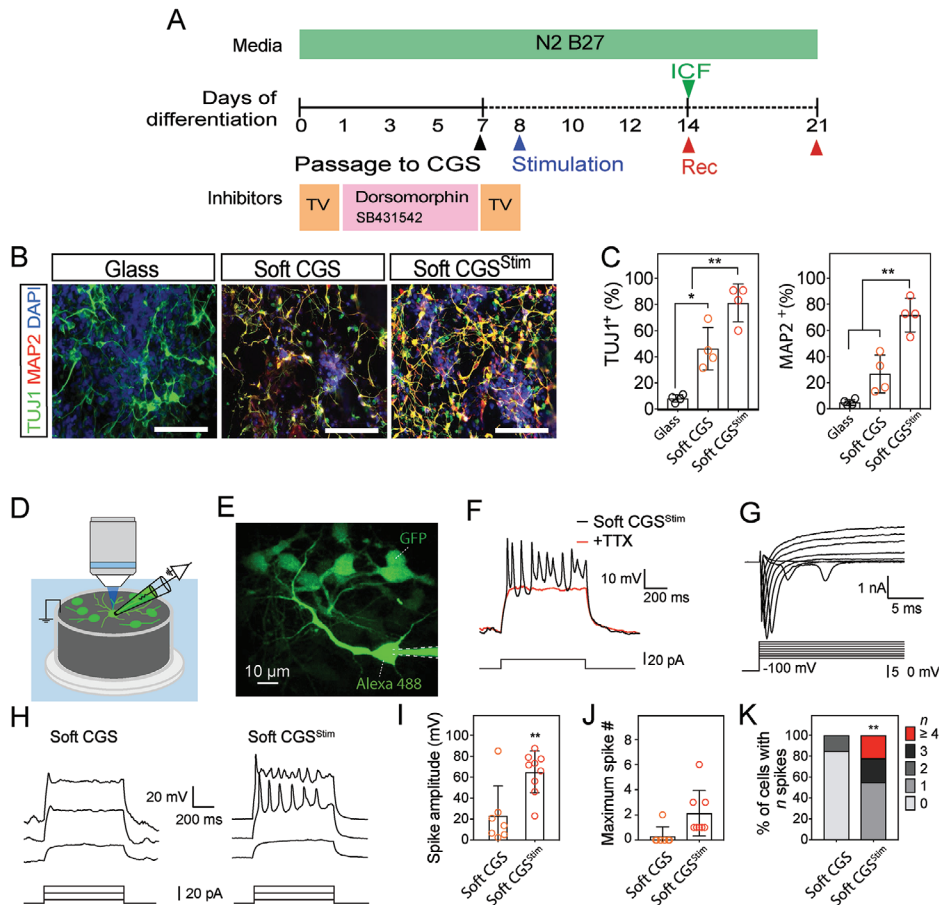 A
Media
N2 B27
ICF
Days of
differentiation
0 1 3 5 7 8 10 12 14 21
Passage to CGS
Stimulation
Rec
Inhibitors
TV
Dorsomorphin
SB431542
TV
B
TUJ1 MAP2 DAPI
Glass
Soft CGS
Soft CGS^Stim
C
TUJ1+ (%)
100
80
60
40
20
0
*
**
Glass
Soft CGS
Soft CGS^Stim
MAP2 +(%)
100
80
60
40
20
0
**
Glass
Soft CGS
Soft CGS^Stim
D
E
GFP
10 µm
Alexa 488
F
Soft CGS^Stim
+TTX
10 mV
200 ms
20 pA
G
1 nA
5 ms
-100 mV
5 0 mV
H
Soft CGS
Soft CGS^Stim
20 mV
200 ms
20 pA
I
Spike amplitude (mV)
100
80
60
40
20
0
**
Soft CGS
Soft CGS^Stim
J
Maximum spike #
8
6
4
2
0
Soft CGS
Soft CGS^Stim
K
% of cells with
n spikes
100
80
60
40
20
0
**
Soft CGS
Soft CGS^Stim
n
≥ 4
3
2
1
0